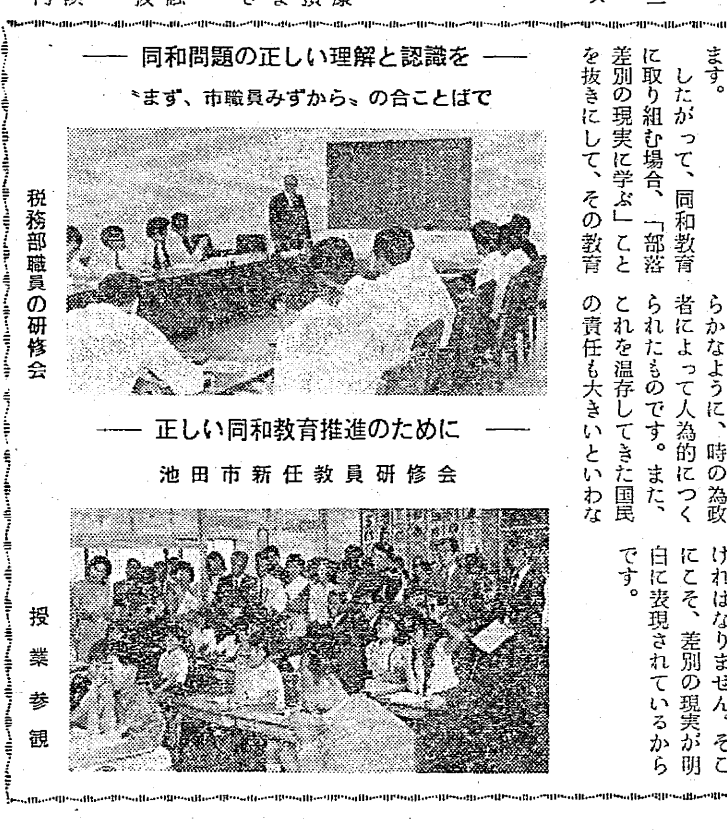 ます。
したがって、同和教育
に取り組む場合、「部落
差別の現実に学ぶ」こと
を抜きにして、その教育
らかなように、時の為政
者によって人為的につく
られたものです。また、
これを温存してきた国民
の責任も大きいといわな
ければなりません。そこ
にこそ、差別の現実が明
白に表現されているから
です。
―― 同和問題の正しい理解と認識を ――
〝まず、市職員みずから〟の合ことばで
税務部職員の研修会
―― 正しい同和教育推進のために ――
池田市新任教員研修会
授業参観